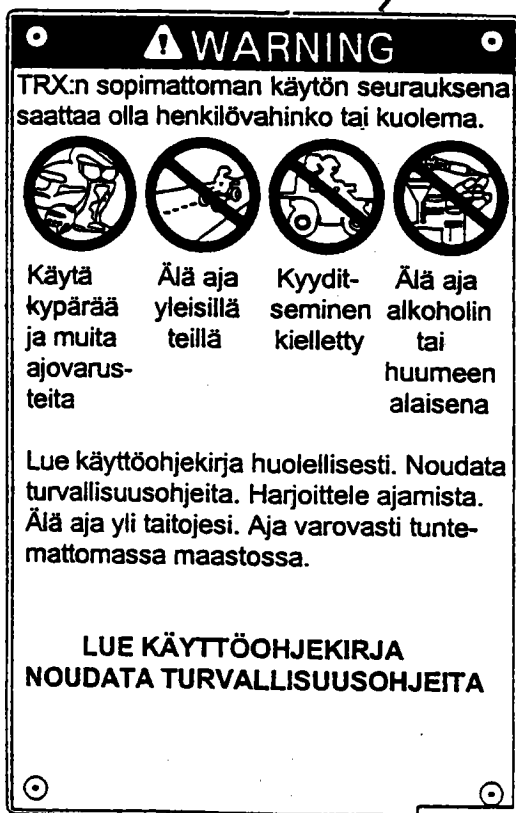 WARNING
TRX:n sopimattoman käytön seurauksena
saattaa olla henkilövahinko tai kuolema.
Käytä
kypärää
ja muita
ajovarus-
teita
Älä aja
yleisillä
teillä
Kyydit-
seminen
kielletty
Älä aja
alkoholin
tai
huumeen
alaisena
Lue käyttöohjekirja huolellisesti. Noudata
turvallisuusohjeita. Harjoittele ajamista.
Älä aja yli taitojesi. Aja varovasti tunte-
mattomassa maastossa.
LUE KÄYTTÖOHJEKIRJA
NOUDATA TURVALLISUUSOHJEITA